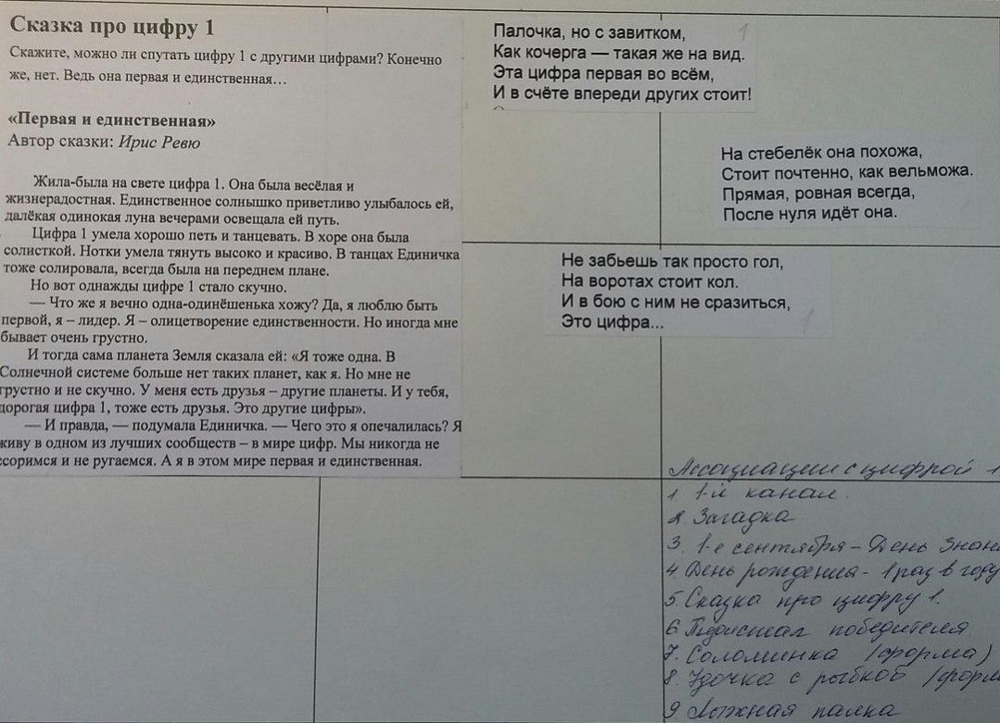 Сказка про цифру 1
Скажите, можно ли спутать цифру 1 с другими цифрами? Конечно
же, нет. Ведь она первая и единственная…
«Первая и единственная»
Автор сказки: Ирис Ревю
Жила-была на свете цифра 1. Она была весёлая и
жизнерадостная. Единственное солнышко приветливо улыбалось ей,
далёкая одинокая луна вечерами освещала ей путь.
Цифра 1 умела хорошо петь и танцевать. В хоре она была
солисткой. Нотки умела тянуть высоко и красиво. В танцах Единичка
тоже солировала, всегда была на переднем плане.
Но вот однажды цифре 1 стало скучно.
— Что же я вечно одна-одинёшенька хожу? Да, я люблю быть
первой, я – лидер. Я – олицетворение единственности. Но иногда мне
бывает очень грустно.
И тогда сама планета Земля сказала ей: «Я тоже одна. В
Солнечной системе больше нет таких планет, как я. Но мне не
грустно и не скучно. У меня есть друзья – другие планеты. И у тебя,
дорогая цифра 1, тоже есть друзья. Это другие цифры».
— И правда, — подумала Единичка. — Чего это я опечалилась? Я
живу в одном из лучших сообществ – в мире цифр. Мы никогда не
ссоримся и не ругаемся. А я в этом мире первая и единственная.
Палочка, но с завитком, 1
Как кочерга — такая же на вид.
Эта цифра первая во всём,
И в счёте впереди других стоит!
На стебелёк она похожа,
Стоит почтенно, как вельможа.
Прямая, ровная всегда,
После нуля идёт она.
Не забьешь так просто гол,
На воротах стоит кол.
И в бою с ним не сразиться,
Это цифра... 1
Ассоциации с цифрой 1
1 1-й канал
2 Загадка
3. 1-е сентября – День Знан
4 День рождения - 1 раз в году
5. Сказка про цифру 1.
6 Пьедистал победителя
7. Соломинка (форма)
8. Удочка с рыбкой (форм
9. Лыжная палка